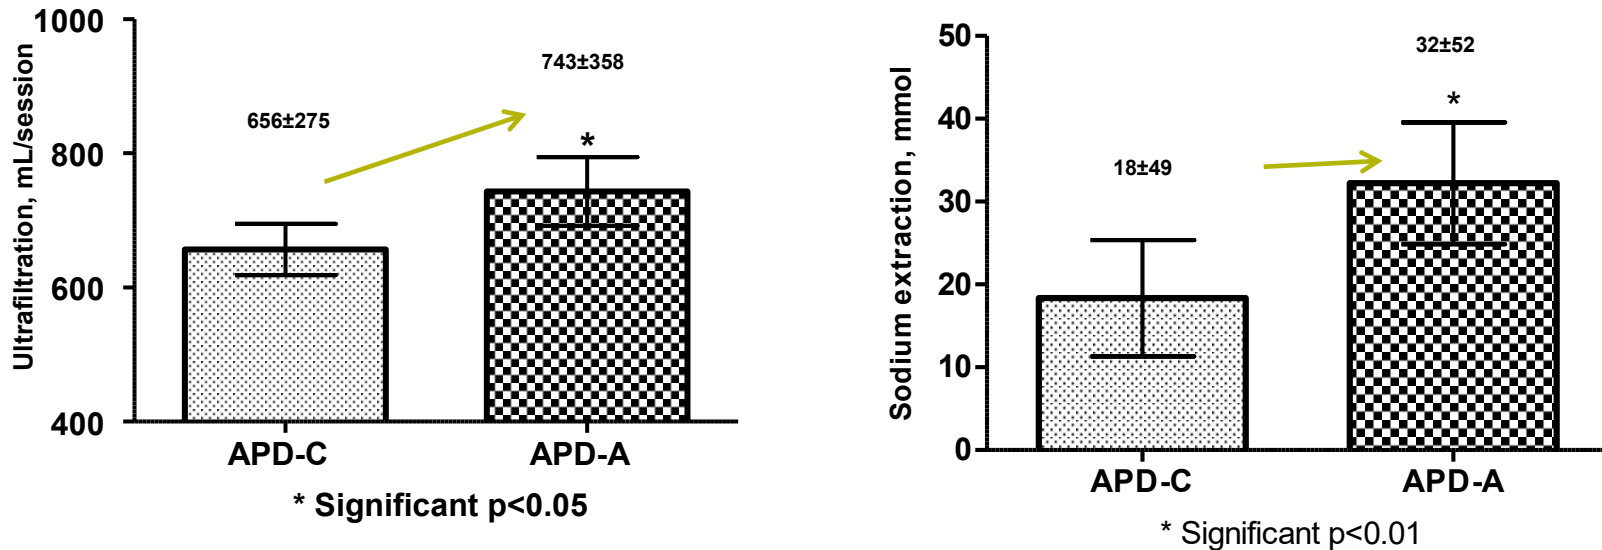 Ultrafiltration, mL/session
1000
800
600
400
656±275
743±358
*
APD-C
APD-A
* Significant p<0.05
Sodium extraction, mmol
50
40
30
20
10
0
18±49
32±52
*
APD-C
APD-A
* Significant p<0.01